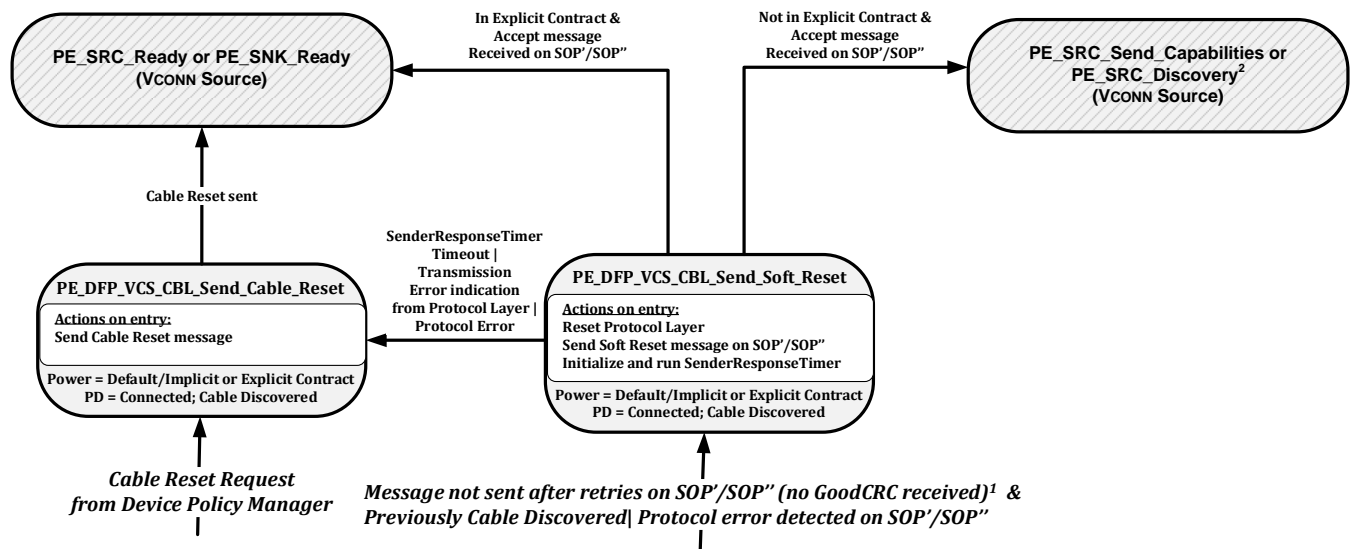 In Explicit Contract &
Accept message
Received on SOP’/SOP’’
Not in Explicit Contract &
Accept message
Received on SOP’/SOP’’
PE_SRC_Ready or PE_SNK_Ready
(VCONN Source)
PE_SRC_Send_Capabilities or
PE_SRC_Discovery²
(VCONN Source)
Cable Reset sent
SenderResponseTimer
Timeout |
Transmission
Error indication
from Protocol Layer |
Protocol Error
PE_DFP_VCS_CBL_Send_Cable_Reset
Actions on entry:
Send Cable Reset message
Power = Default/Implicit or Explicit Contract
PD = Connected; Cable Discovered
PE_DFP_VCS_CBL_Send_Soft_Reset
Actions on entry:
Reset Protocol Layer
Send Soft Reset message on SOP’/SOP’’
Initialize and run SenderResponseTimer
Power = Default/Implicit or Explicit Contract
PD = Connected; Cable Discovered
Cable Reset Request
from Device Policy Manager
Message not sent after retries on SOP’/SOP’’ (no GoodCRC received)¹ &
Previously Cable Discovered| Protocol error detected on SOP’/SOP’’